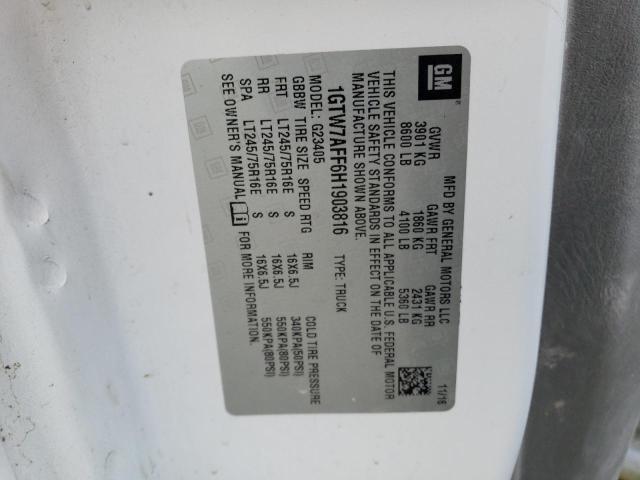 GM ®
MFD BY GENERAL MOTORS LLC 11/16
GVWR GAWR FRT GAWR RR
3901 KG 1860 KG 2431 KG
8600 LB 4100 LB 5360 LB
THIS VEHICLE CONFORMS TO ALL APPLICABLE U.S. FEDERAL MOTOR
VEHICLE SAFETY STANDARDS IN EFFECT ON THE DATE OF
MANUFACTURE SHOWN ABOVE.
1GTW7AFF6H1903816 TYPE: TRUCK
MODEL: G23405
GBBW TIRE SIZE SPEED RTG RIM COLD TIRE PRESSURE
FRT LT245/75R16E S 16X6.5J 340KPA(50PSI)
RR LT245/75R16E S 16X6.5J 550KPA(80PSI)
SPA LT245/75R16E S 16X6.5J 550KPA(80PSI)
SEE OWNER'S MANUAL FOR MORE INFORMATION.